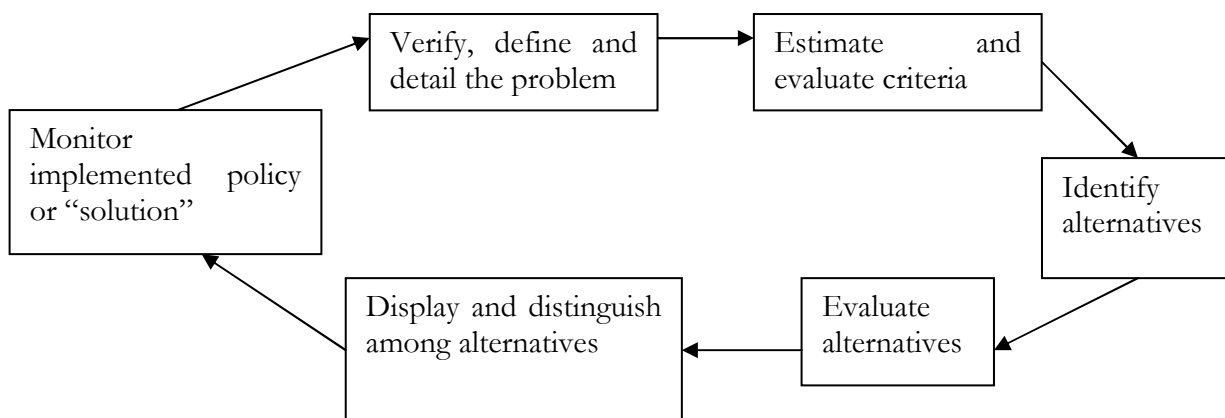 Verify, define and
detail the problem
Estimate and
evaluate criteria
Monitor
implemented policy
or “solution”
Identify
alternatives
Evaluate
alternatives
Display and distinguish
among alternatives